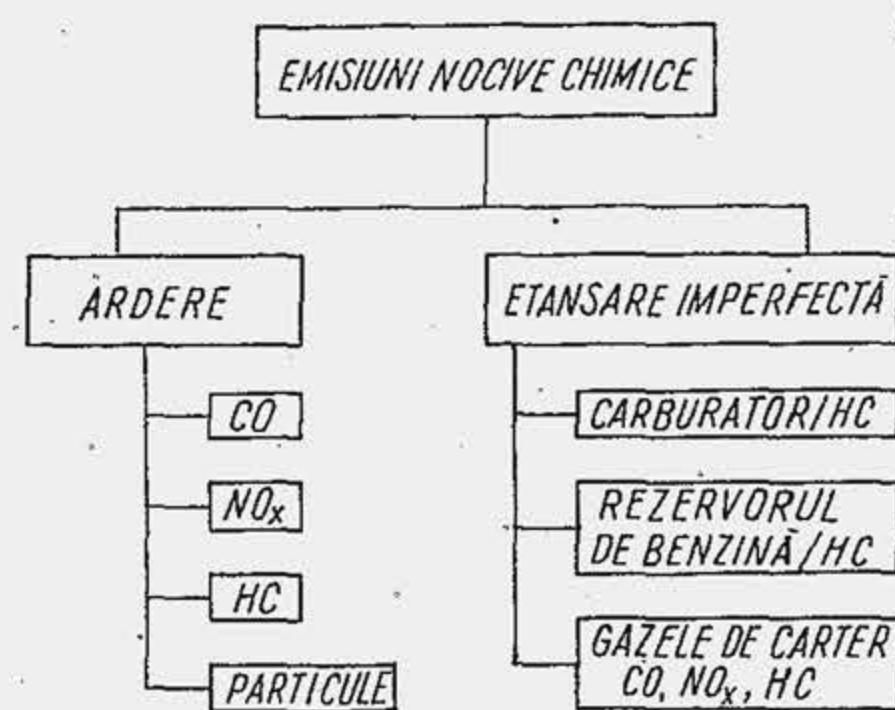 EMISIUNI NOCIVE CHIMICE
ARDERE
CO
NOx
HC
PARTICULE
ETANSARE IMPERFECTĂ
CARBURATOR/HC
REZERVORUL
DE BENZINĂ/HC
GAZELE DE CARTER
CO, NOx, HC